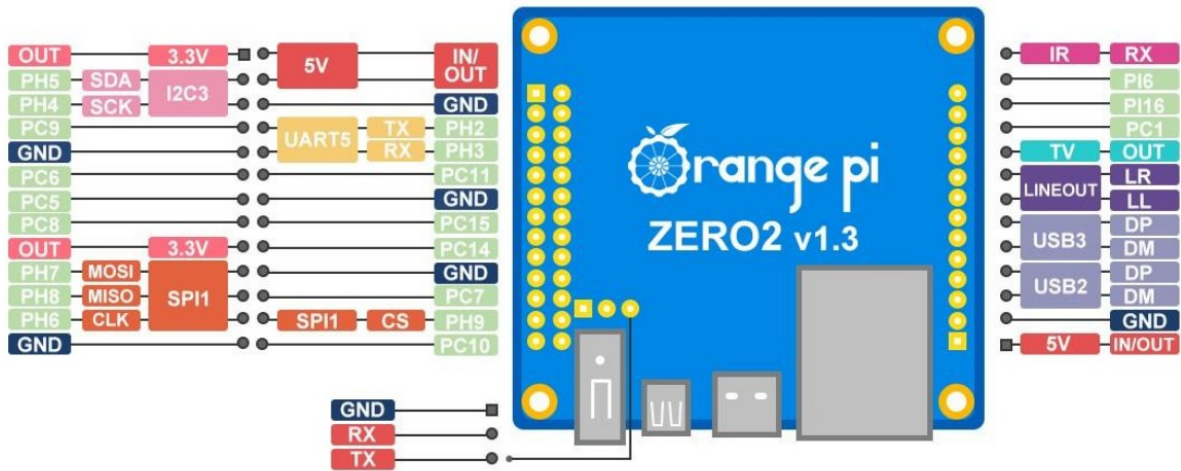 OUT 3.3V 5V IN/OUT
PH5 SDA I2C3
PH4 SCK GND
PC9 UART5 TX PH2
GND RX PH3
PC6 PC11
PC5 GND
PC8 PC15
OUT 3.3V PC14
PH7 MOSI SPI1 GND
PH8 MISO PC7
PH6 CLK SPI1 CS PH9
GND PC10
GND
RX
TX
Orange pi
ZERO2 v1.3
IR RX
PI6
PI16
PC1
TV OUT
LINEOUT LR
LL
USB3 DP
DM
USB2 DP
DM
GND
5V IN/OUT